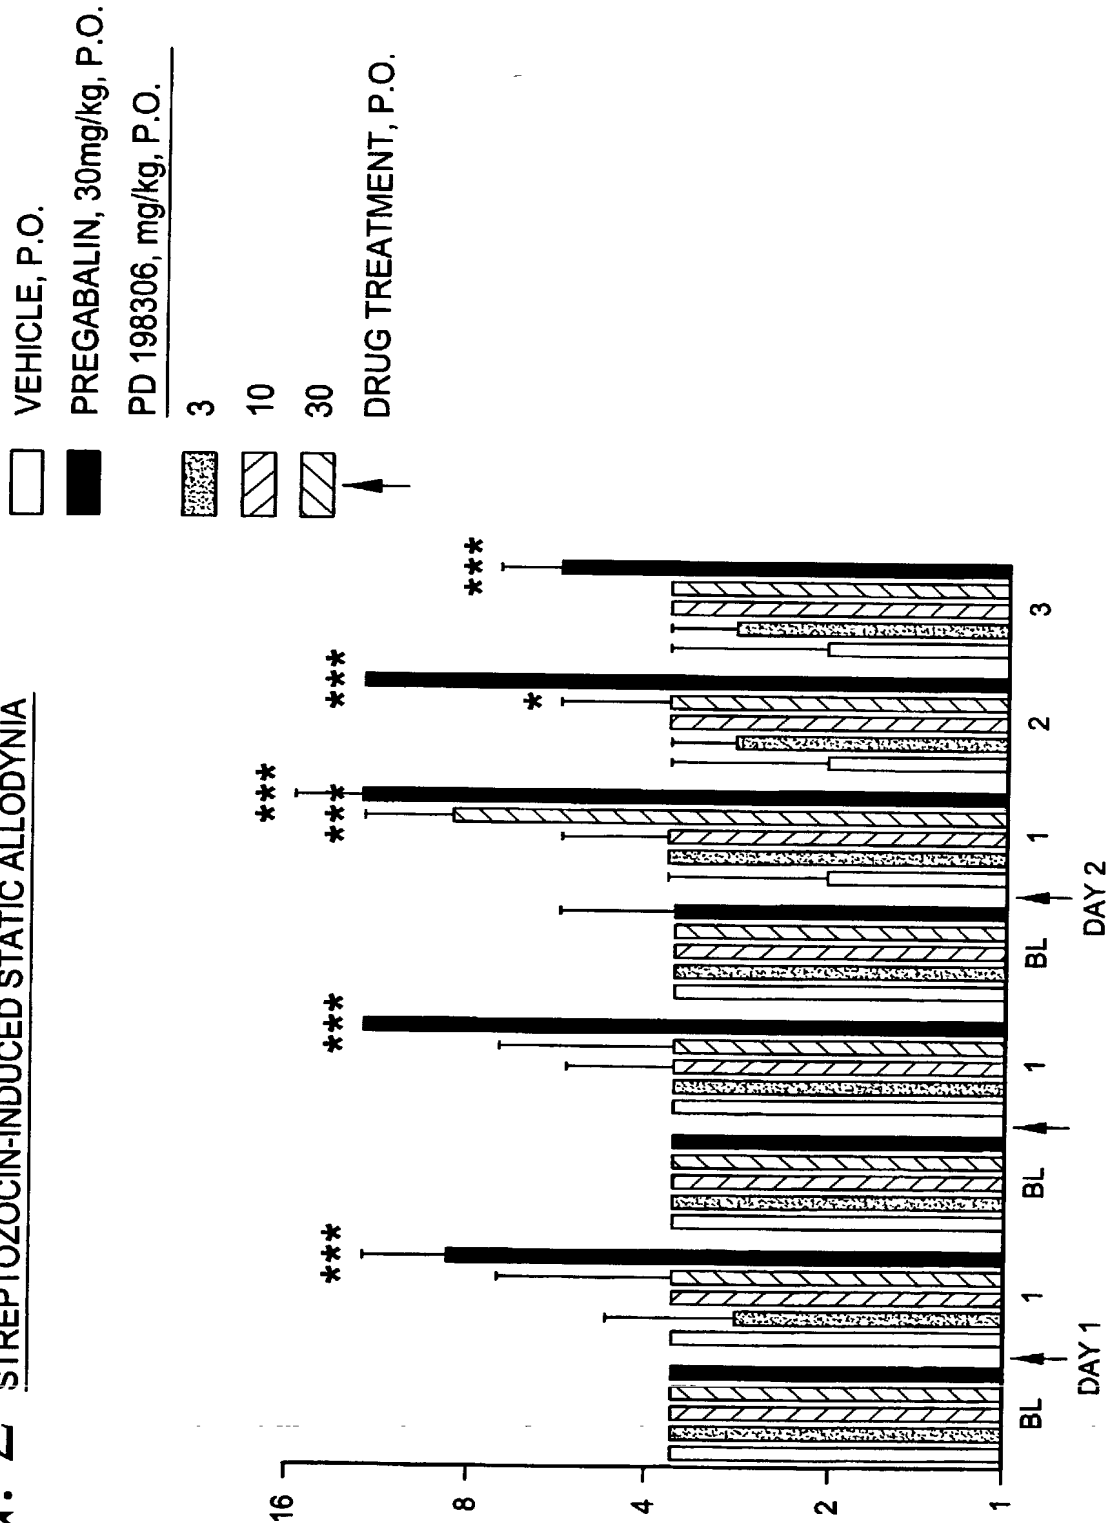 2 STREPTOZOCIN-INDUCED STATIC ALLODYNIA
VEHICLE, P.O.
PREGABALIN, 30mg/kg, P.O.
PD 198306, mg/kg, P.O.
3
10
30
DRUG TREATMENT, P.O.
16
8
4
2
1
***
***
***
***
*
***
***
BL 1 BL 1 BL 1 2 3
DAY 1 DAY 2